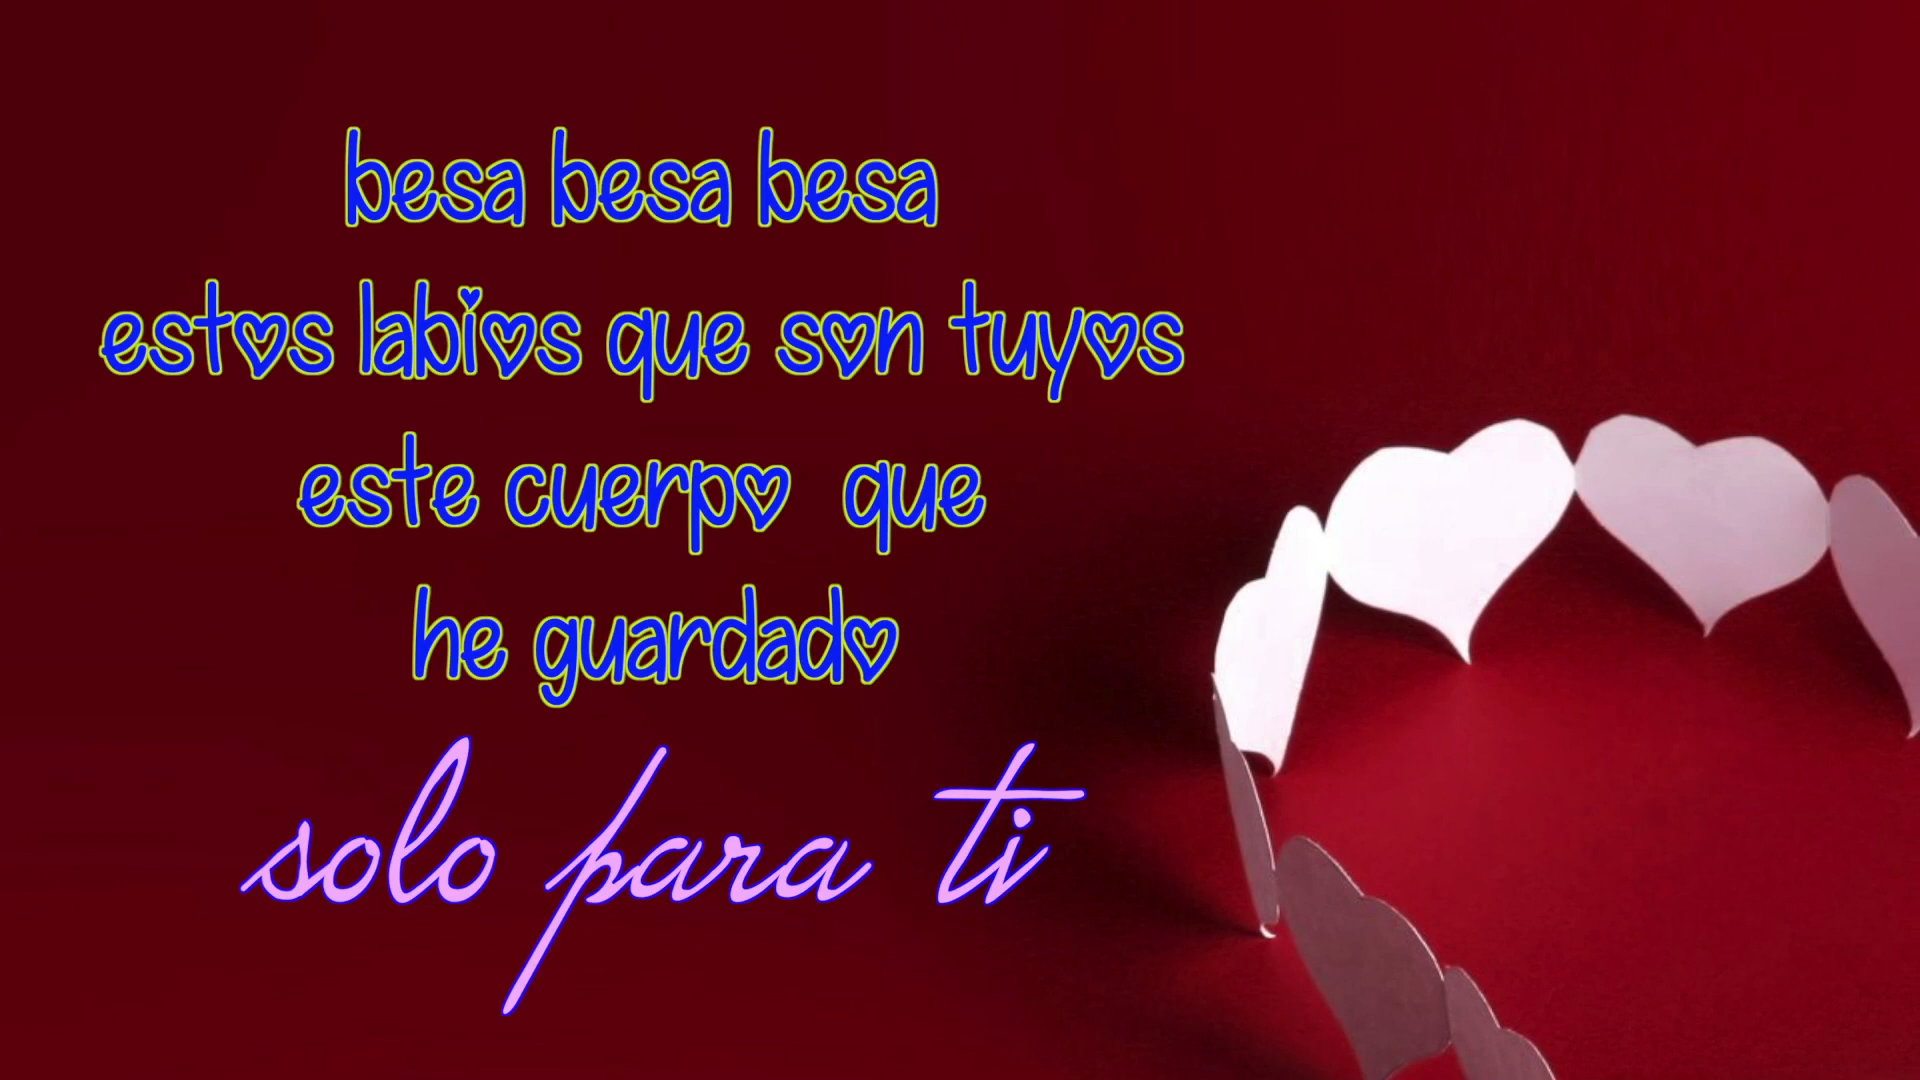 besa besa besa
estos labios que son tuyos
este cuerpo que
he guardado
solo para ti